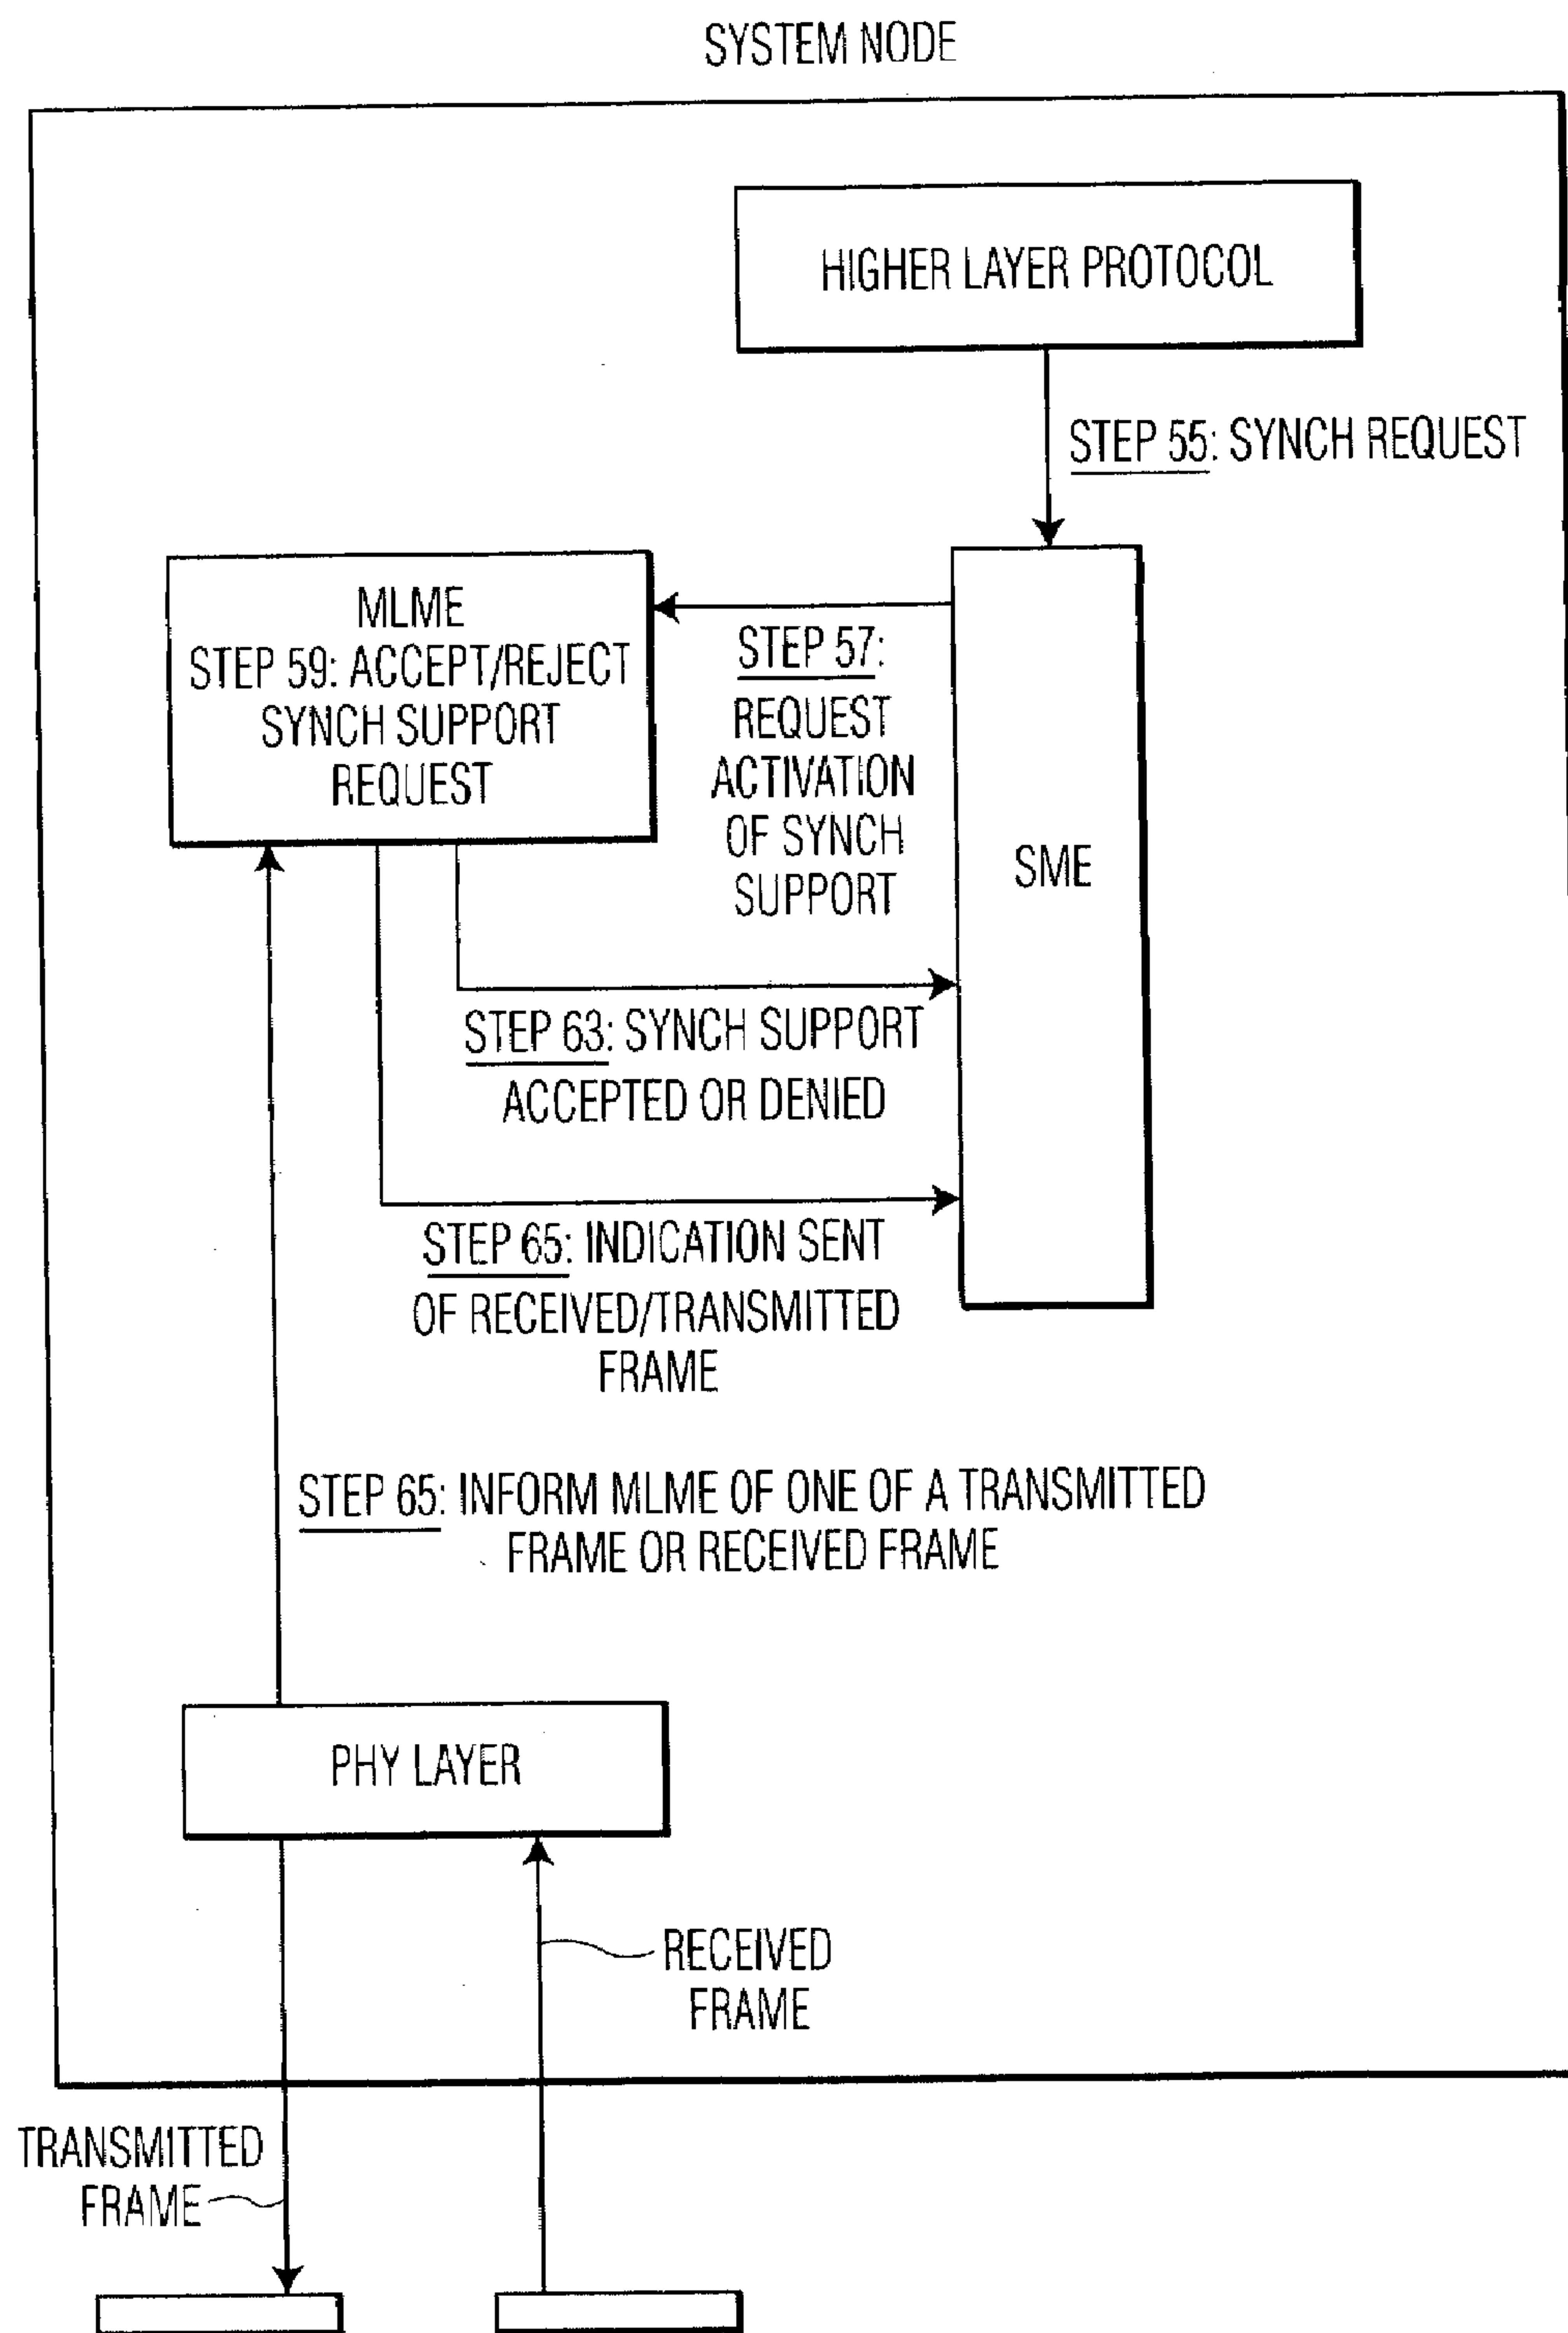 SYSTEM NODE
HIGHER LAYER PROTOCOL
STEP 55: SYNCH REQUEST
MLME
STEP 59: ACCEPT/REJECT
SYNCH SUPPORT
REQUEST
STEP 57:
REQUEST
ACTIVATION
OF SYNCH
SUPPORT
SME
STEP 63: SYNCH SUPPORT
ACCEPTED OR DENIED
STEP 65: INDICATION SENT
OF RECEIVED/TRANSMITTED
FRAME
STEP 65: INFORM MLME OF ONE OF A TRANSMITTED
FRAME OR RECEIVED FRAME
PHY LAYER
RECEIVED
FRAME
TRANSMITTED
FRAME